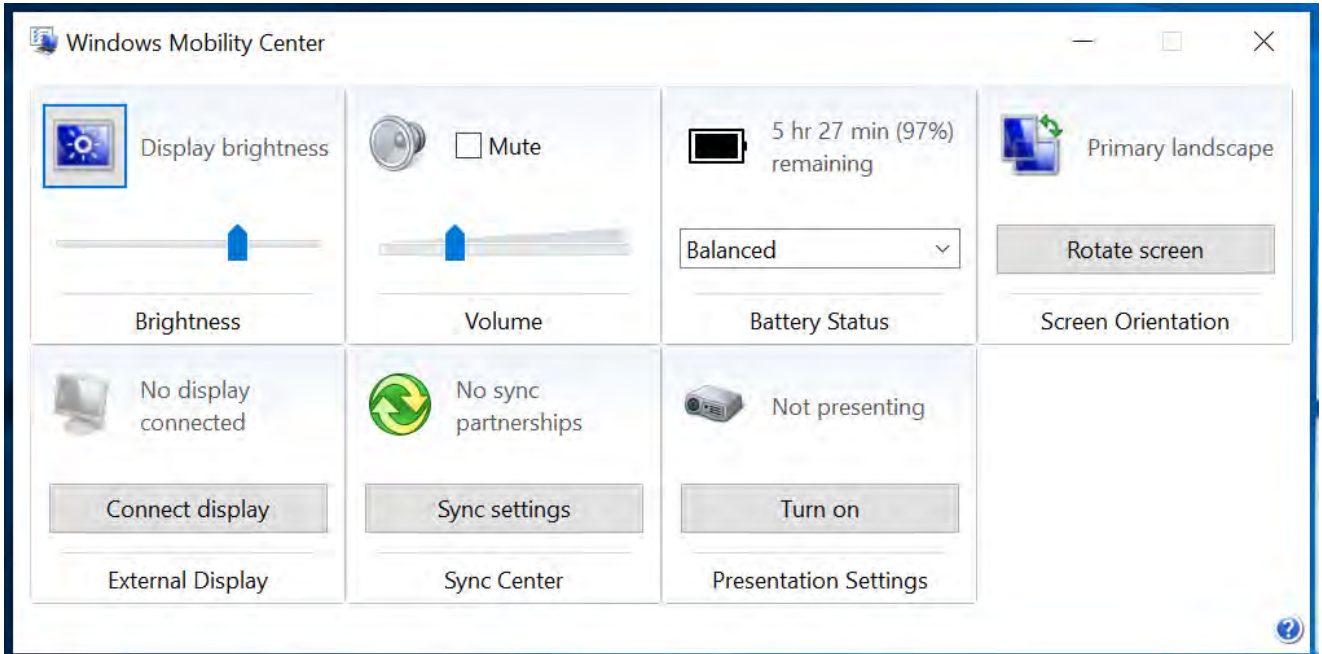 Windows Mobility Center
Display brightness
Brightness
Mute
Volume
5 hr 27 min (97%)
remaining
Balanced
Battery Status
Primary landscape
Rotate screen
Screen Orientation
No display
connected
Connect display
External Display
No sync
partnerships
Sync settings
Sync Center
Not presenting
Turn on
Presentation Settings
?